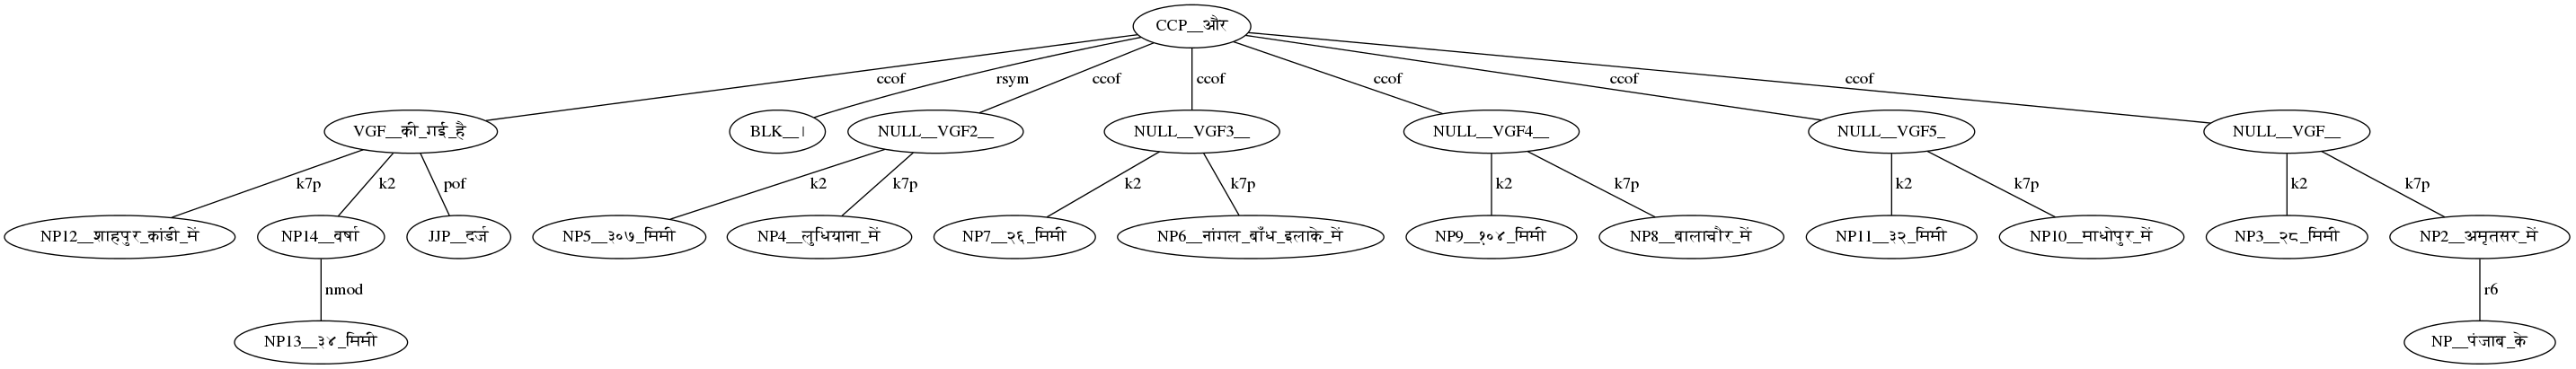 CCP__और
ccof rsym ccof ccof ccof ccof ccof
VGF__की_गई_है BLK__। NULL__VGF2__ NULL__VGF3__ NULL__VGF4__ NULL__VGF5_ NULL__VGF__
k7p k2 pof k2 k7p k2 k7p k2 k7p k2 k7p k2 k7p
NP12__शाहपुर_कांडी_में NP14__वर्षा JJP__दर्ज NP5__३०७_मिमी NP4__लुधियाना_में NP7__२६_मिमी NP6__नांगल_बाँध_इलाके_में NP9__१०४_मिमी NP8__बालाचौर_में NP11__३२_मिमी NP10__माधोपुर_में NP3__२८_मिमी NP2__अमृतसर_में
nmod r6
NP13__३४_मिमी NP__पंजाब_के